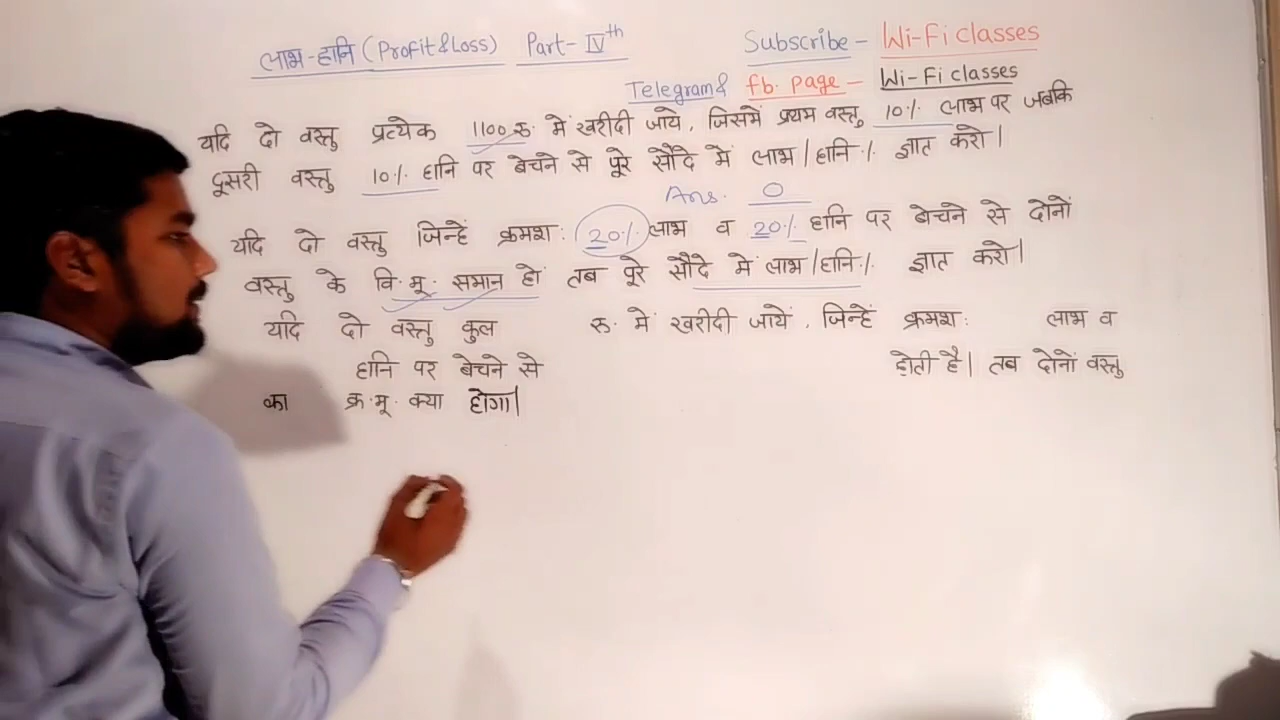 लाभ-हानि (Profit&Loss) Part-IVth Subscribe- Wi-Fi classes
Telegram& fb. page- Wi-Fi classes
यदि दो वस्तु प्रत्येक 1100 रु. में खरीदी जाये, जिसमें प्रथम वस्तु 10% लाभ पर जबकि
दूसरी वस्तु 10% हानि पर बेचने से पूरे सौदे में लाभ/हानि% ज्ञात करो।
Ans. 0
यदि दो वस्तु जिन्हें क्रमश: 20% लाभ व 20% हानि पर बेचने से दोनों
वस्तु के वि.मू. समान हो तब पूरे सौदे में लाभ/हानि% ज्ञात करो।
यदि दो वस्तु कुल रु. में खरीदी जायें, जिन्हें क्रमश: लाभ व
हानि पर बेचने से होती है। तब दोनों वस्तु
का क्र.मू. क्या होगा।